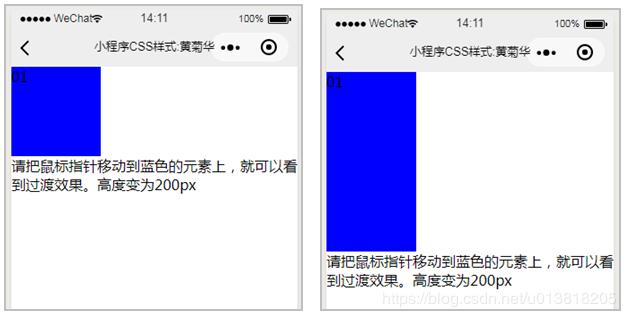 ●●●●● WeChat 14:11 100%
小程序CSS样式:黄菊华
01
请把鼠标指针移动到蓝色的元素上，就可以看
到过渡效果。高度变为200px
●●●●● WeChat 14:11 100%
小程序CSS样式:黄菊华
01
请把鼠标指针移动到蓝色的元素上，就可以看
到过渡效果。高度变为200px
https://blog.csdn.net/u013818205